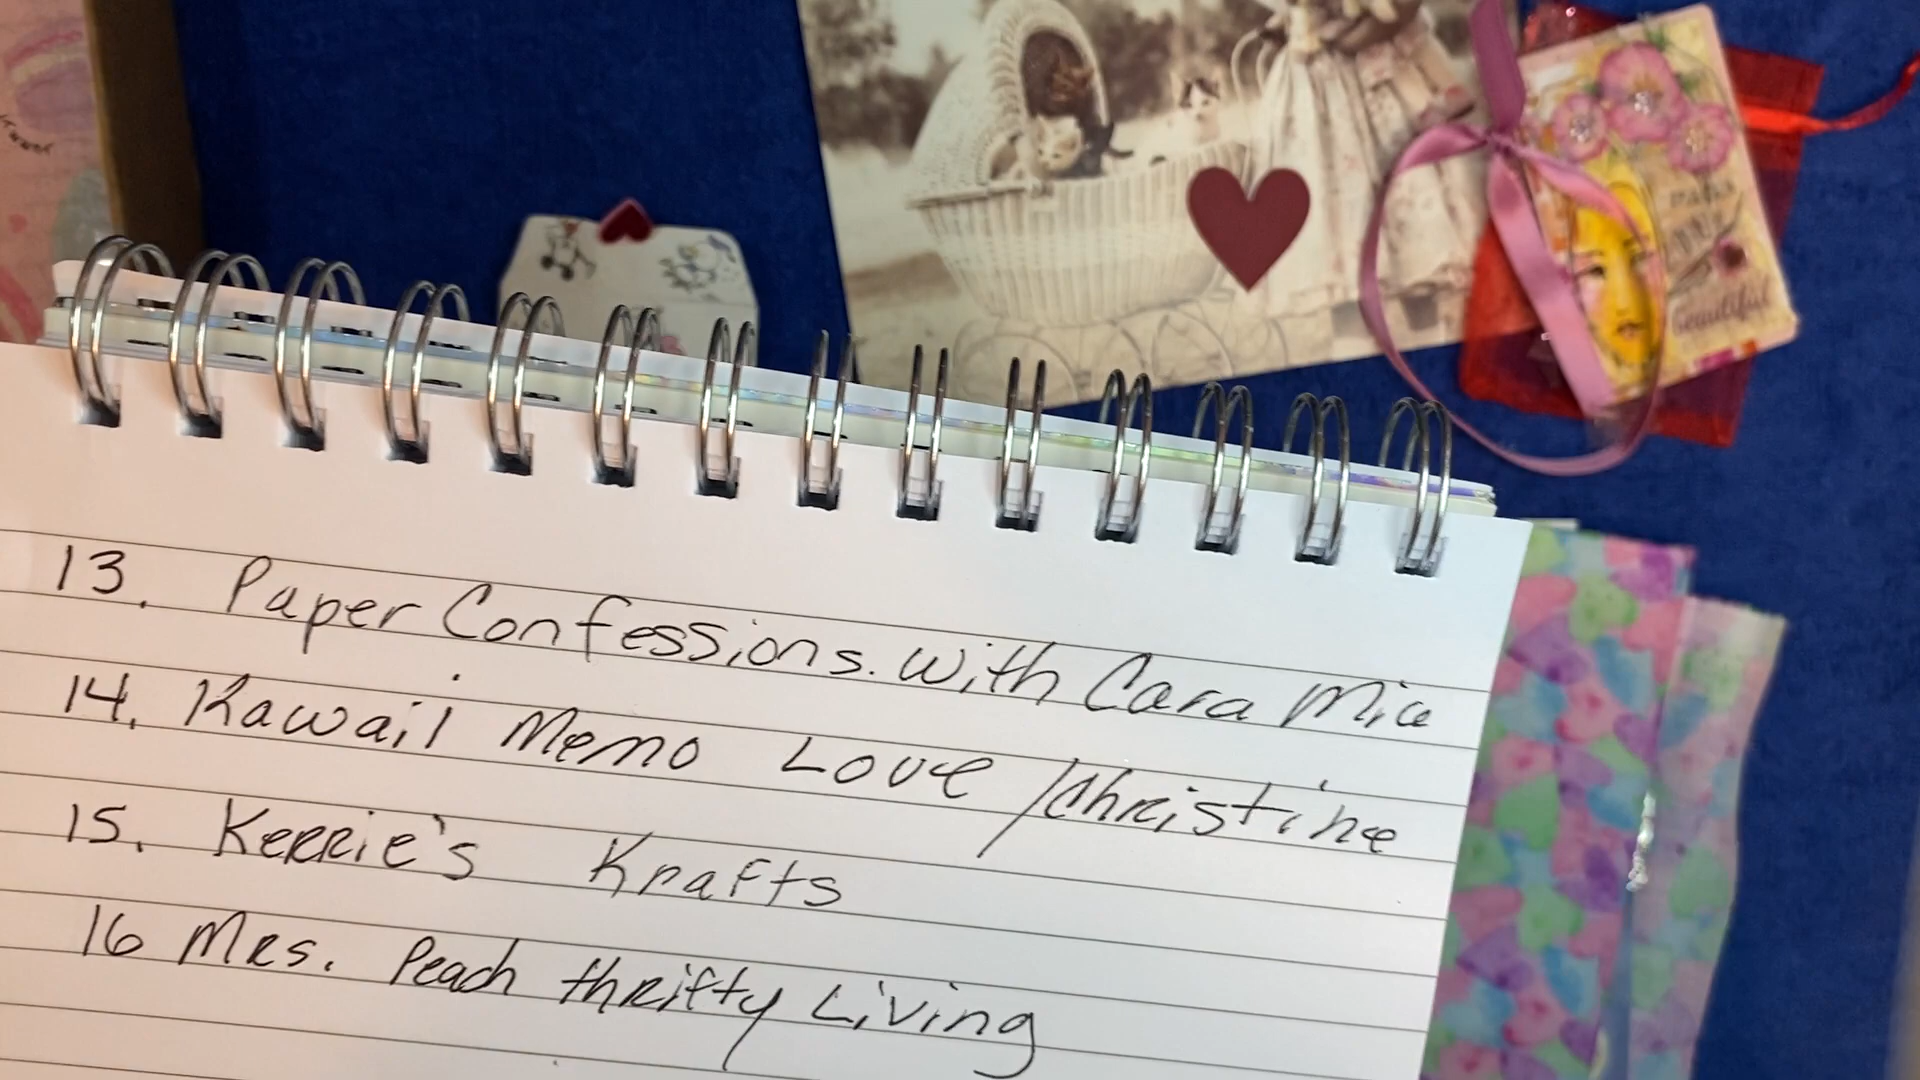 beautiful
13. Paper Confessions. With Cara Mia
14. Kawaii Memo Love /Christine
15. Kerrie's Krafts
16 Mrs. Peach thrifty Living